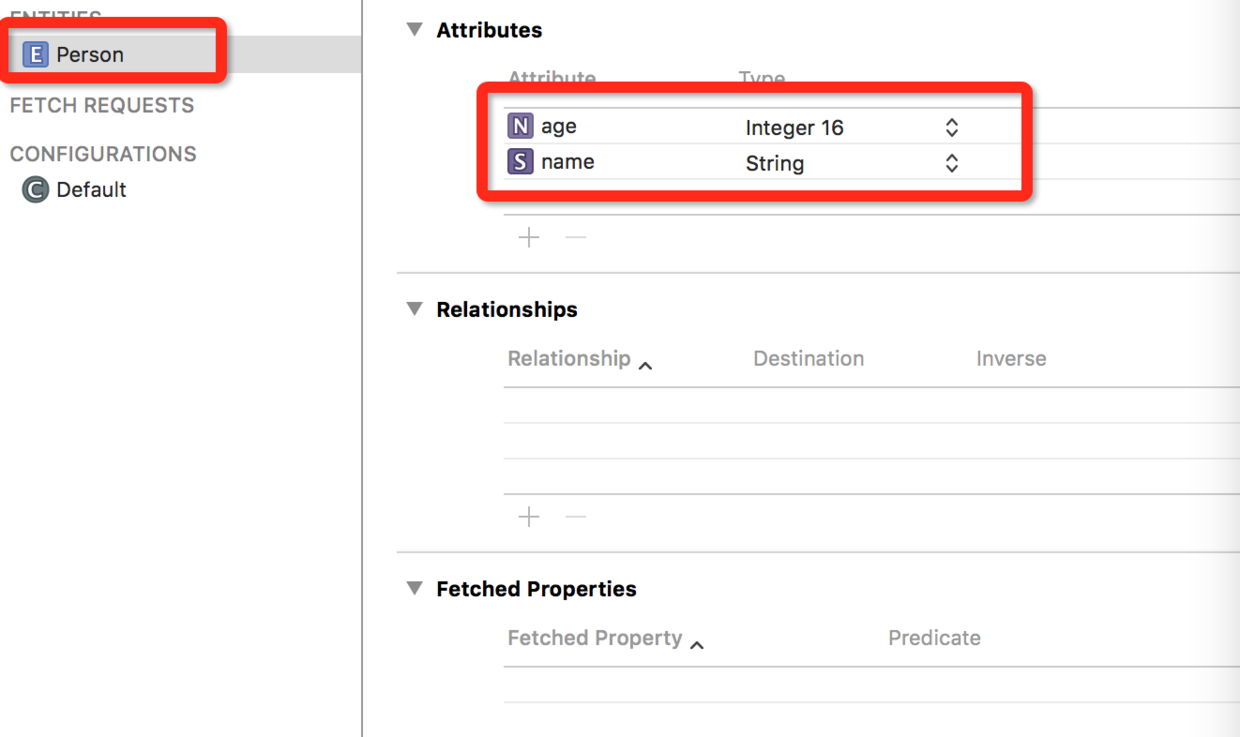 ENTITIES
E Person
FETCH REQUESTS
CONFIGURATIONS
C Default
Attributes
Attribute Type
N age Integer 16
S name String
Relationships
Relationship Destination Inverse
Fetched Properties
Fetched Property Predicate